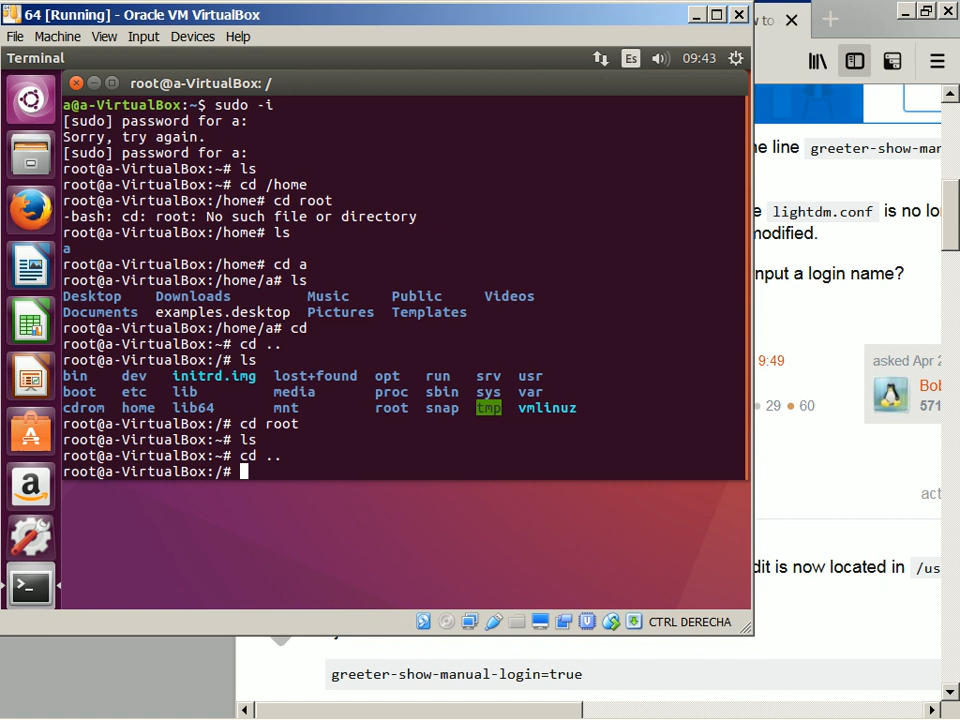 64 [Running] - Oracle VM VirtualBox
File Machine View Input Devices Help
Terminal
Es
09:43
root@a-VirtualBox: /
a@a-VirtualBox:~$ sudo -i
[sudo] password for a:
Sorry, try again.
[sudo] password for a:
root@a-VirtualBox:~# ls
root@a-VirtualBox:~# cd /home
root@a-VirtualBox:/home# cd root
-bash: cd: root: No such file or directory
root@a-VirtualBox:/home# ls
a
root@a-VirtualBox:/home# cd a
root@a-VirtualBox:/home/a# ls
Desktop Downloads Music Public Videos
Documents examples.desktop Pictures Templates
root@a-VirtualBox:/home/a# cd
root@a-VirtualBox:~# cd ..
root@a-VirtualBox:/# ls
bin dev initrd.img lost+found opt run srv usr
boot etc lib media proc sbin sys var
cdrom home lib64 mnt root snap tmp vmlinuz
root@a-VirtualBox:/# cd root
root@a-VirtualBox:~# ls
root@a-VirtualBox:~# cd ..
root@a-VirtualBox:/#
CTRL DERECHA
to
line greeter-show-mar
lightdm.conf is no lo
modified.
nput a login name?
9:49
asked Apr 2
Bob
571
29 60
act
dit is now located in /us
greeter-show-manual-login=true